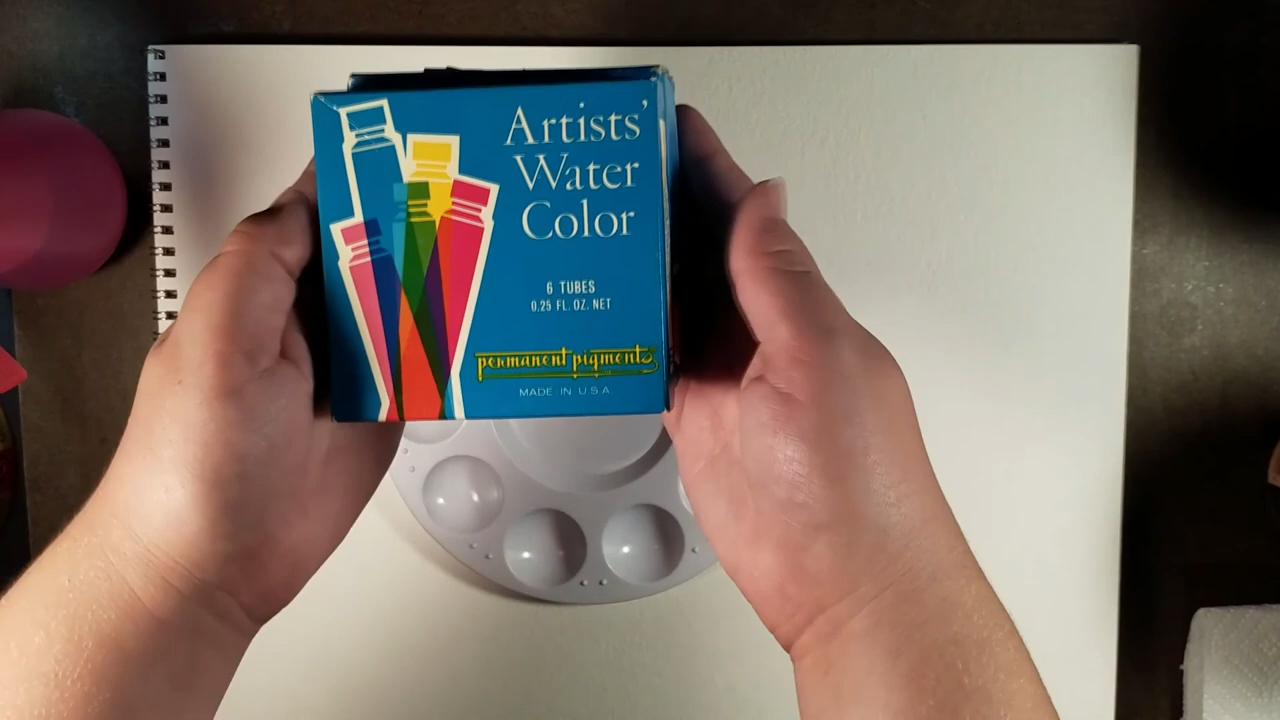 Artists'
Water
Color
6 TUBES
0.25 FL. OZ. NET
permanent pigments
MADE IN U.S.A.